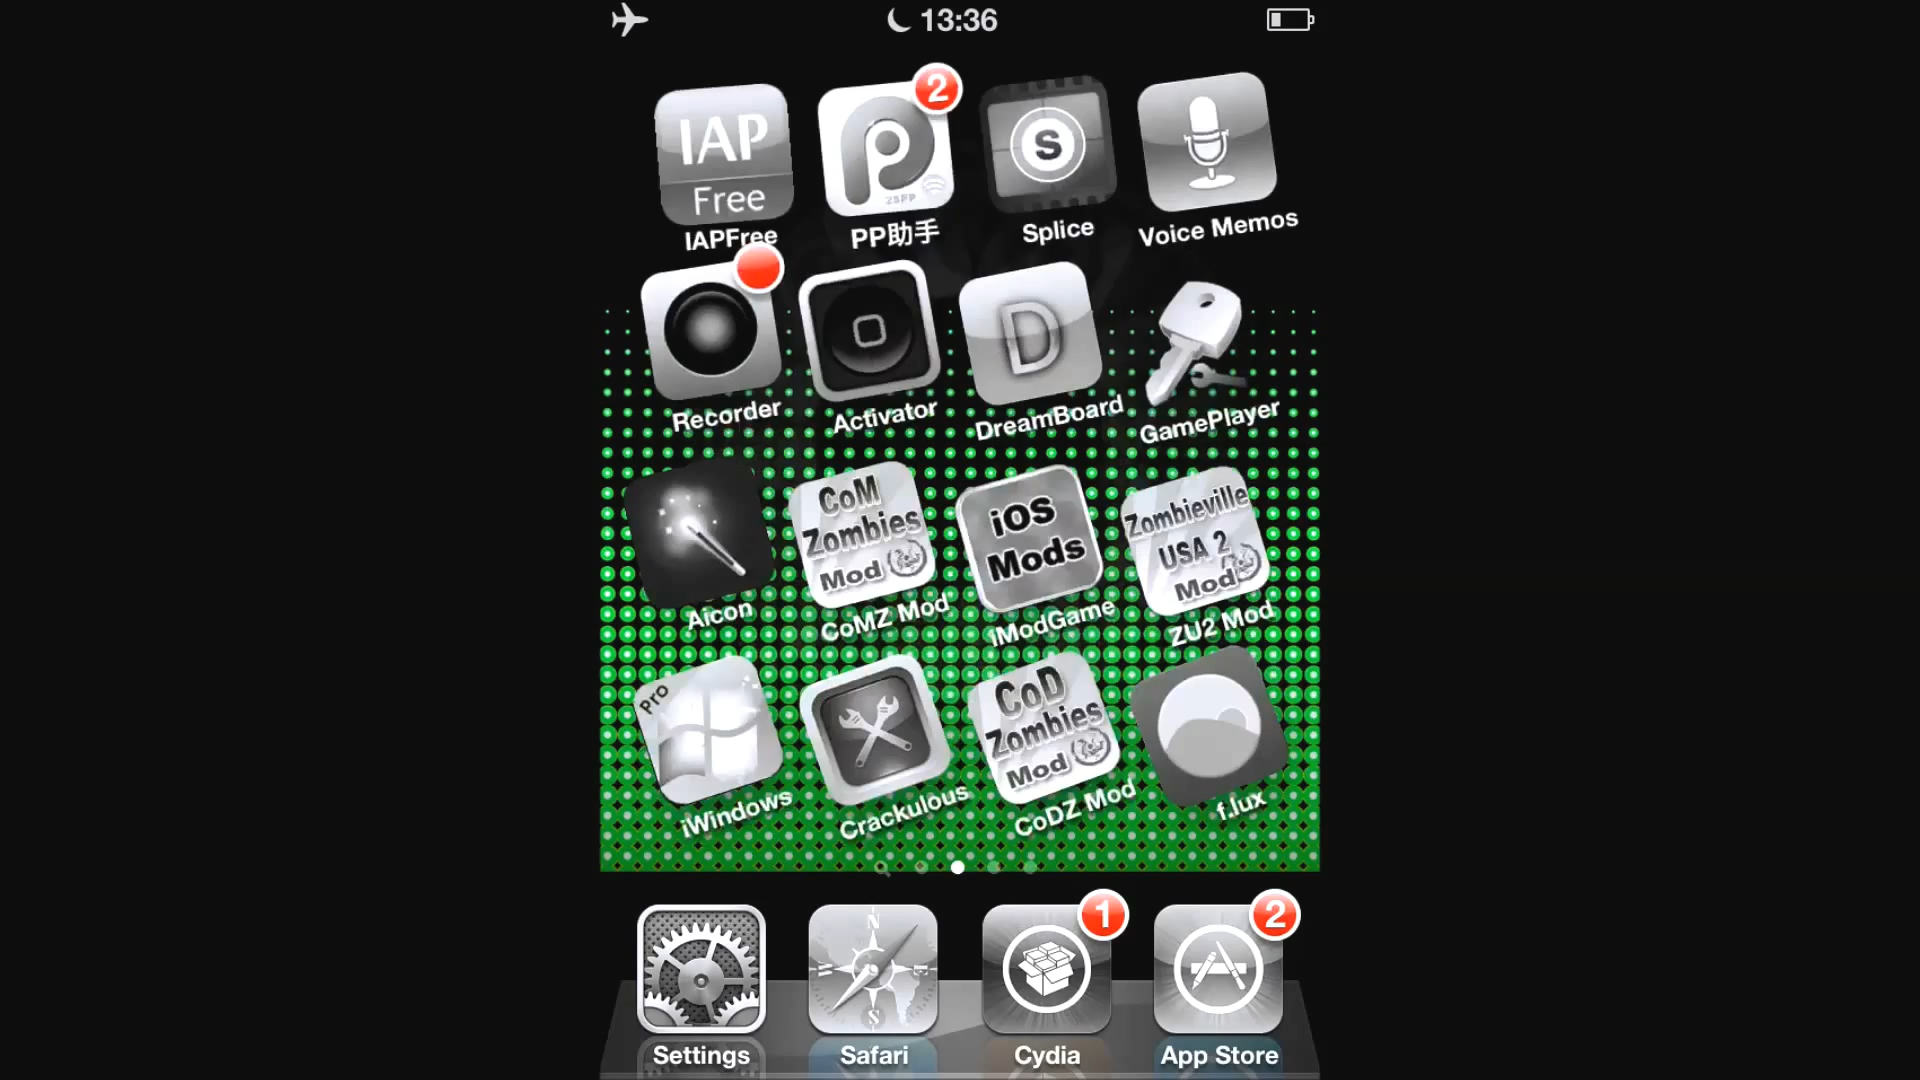 13:36
IAP
Free
IAPFree
2
25PP
PP助手
S
Splice
Voice Memos
Recorder
Activator
D
DreamBoard
GamePlayer
Aicon
CoM
Zombies
Mod
CoMZ Mod
iOS
Mods
iModGame
Zombieville
USA 2
Mod
ZU2 Mod
Pro
iWindows
Crackulous
CoD
Zombies
Mod
CoDZ Mod
f.lux
Settings
N
S
Safari
1
Cydia
2
App Store